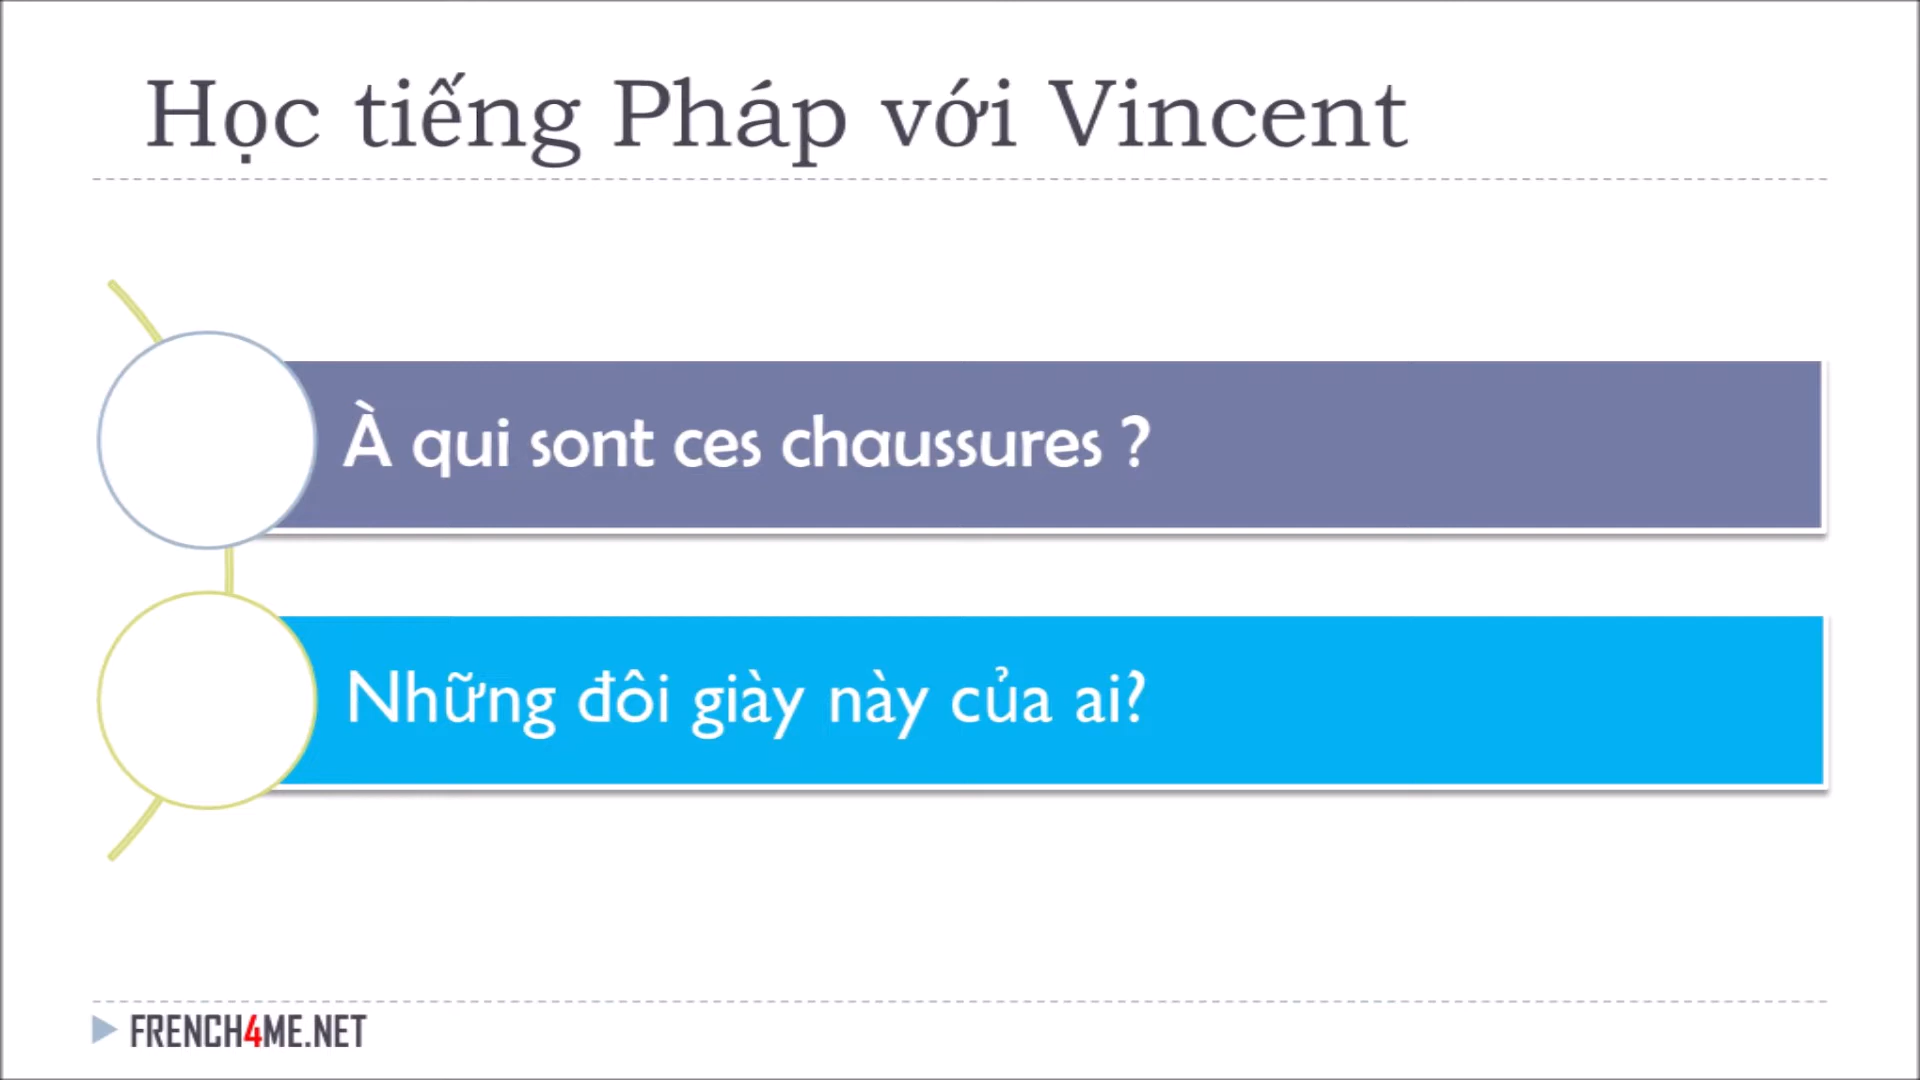 Học tiếng Pháp với Vincent
À qui sont ces chaussures ?
Những đôi giày này của ai?
FRENCH4ME.NET